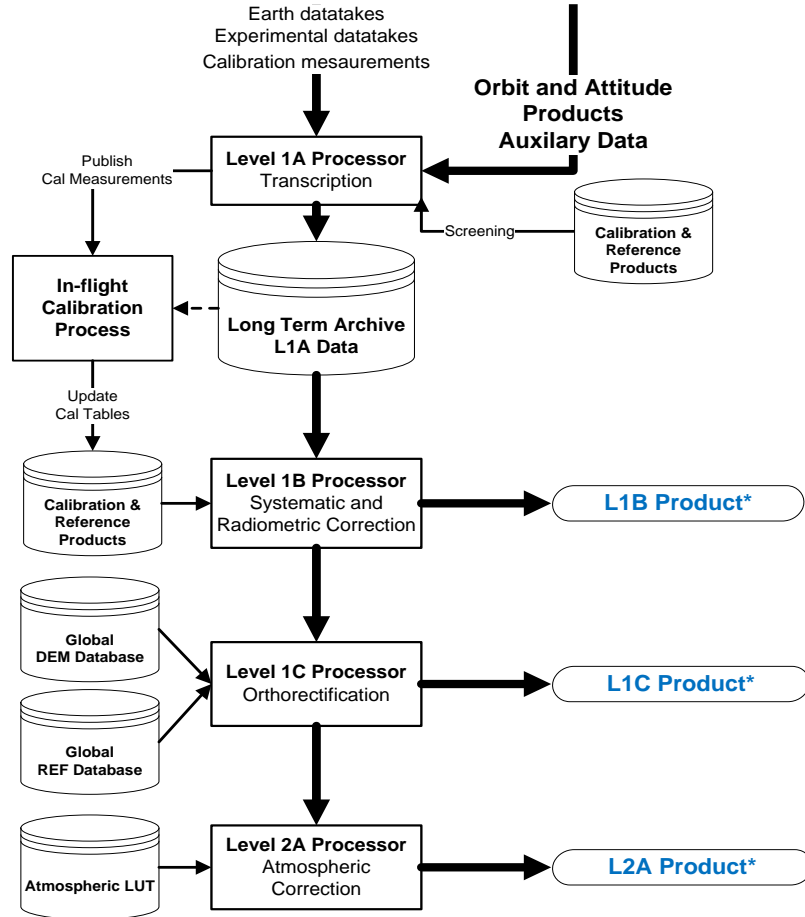 Earth datatakes
Experimental datatakes
Calibration mesaurements
Orbit and Attitude
Products
Auxilary Data
Publish
Cal Measurements
Level 1A Processor
Transcription
Screening
Calibration &
Reference
Products
In-flight
Calibration
Process
Long Term Archive
L1A Data
Update
Cal Tables
Calibration &
Reference
Products
Level 1B Processor
Systematic and
Radiometric Correction
L1B Product*
Global
DEM Database
Level 1C Processor
Orthorectification
L1C Product*
Global
REF Database
Atmospheric LUT
Level 2A Processor
Atmospheric
Correction
L2A Product*